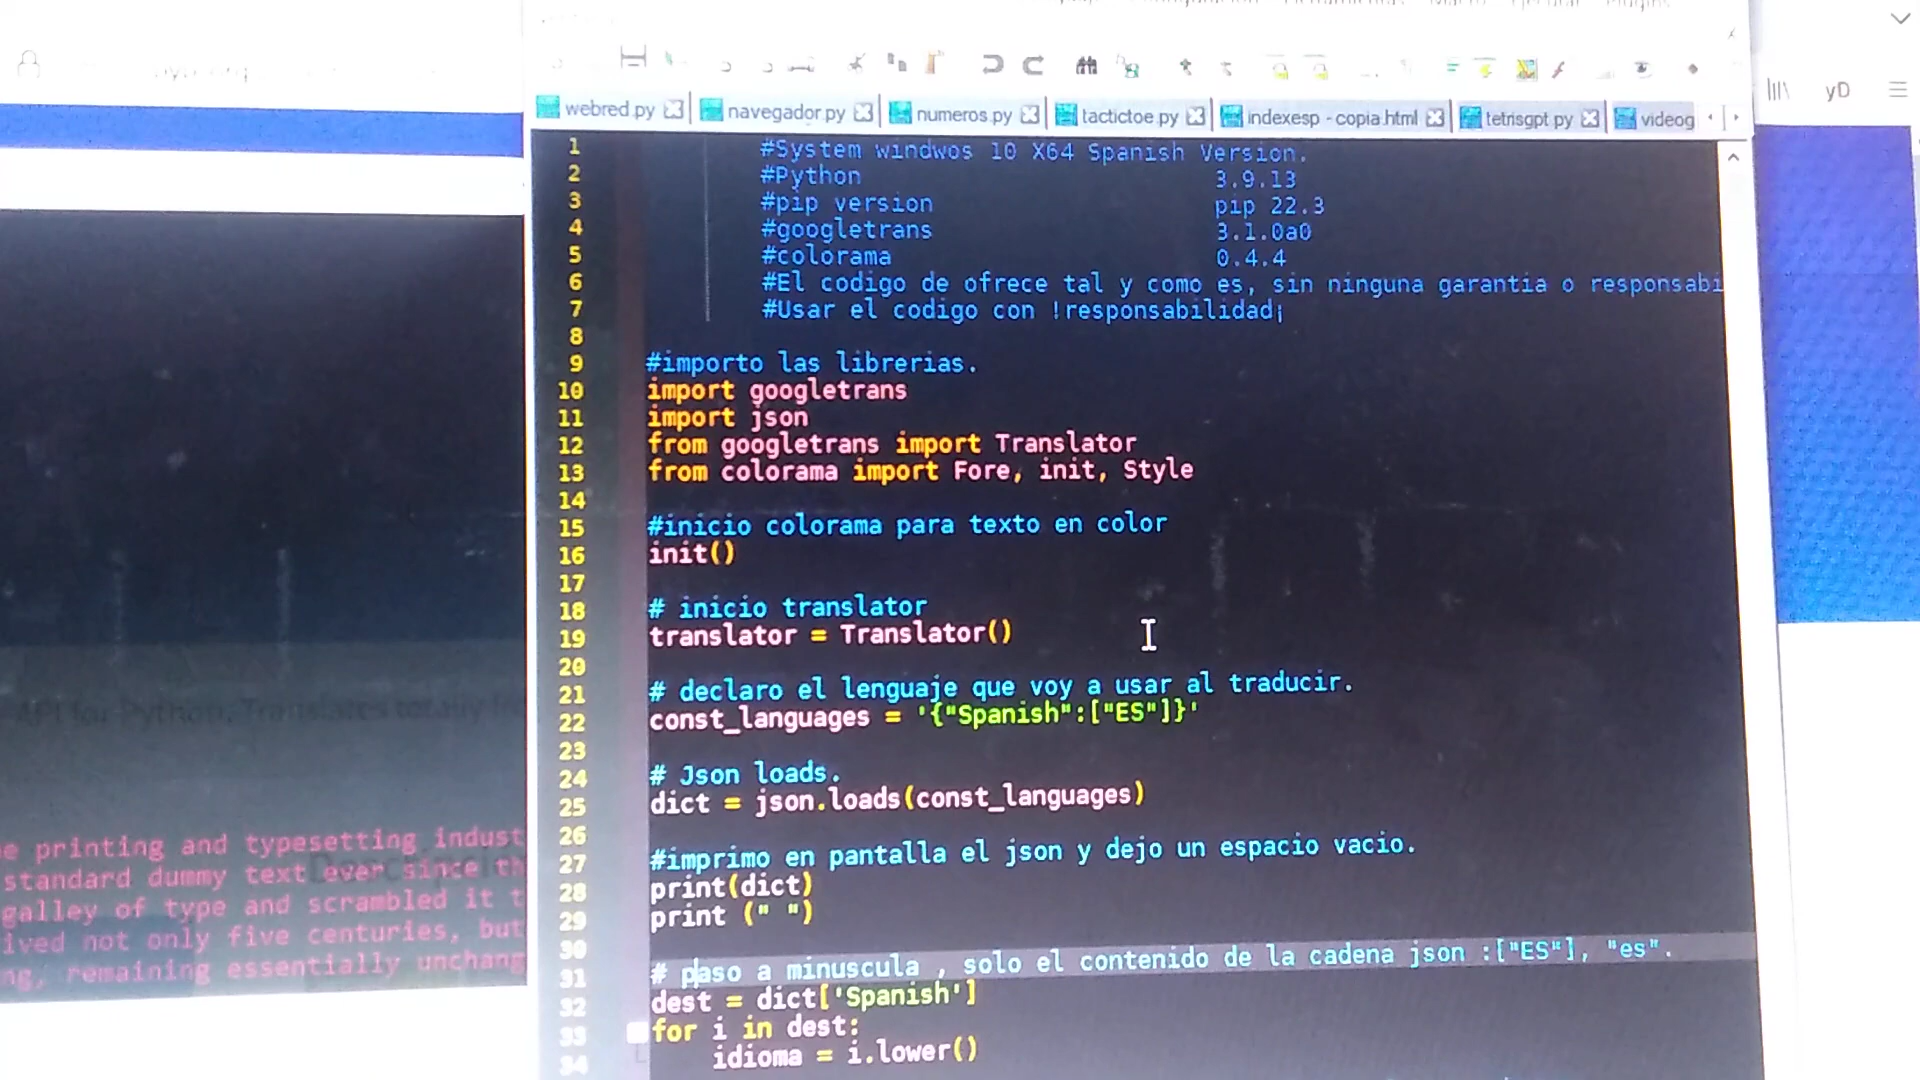 yD
webred.py
navegador.py
numeros.py
tactictoe.py
indexesp - copia.html
tetrisgpt.py
videog
1 #System windwos 10 X64 Spanish Version.
2 #Python 3.9.13
3 #pip version pip 22.3
4 #googletrans 3.1.0a0
5 #colorama 0.4.4
6 #El codigo de ofrece tal y como es, sin ninguna garantia o responsabi
7 #Usar el codigo con !responsabilidad¡
8
9 #importo las librerias.
10 import googletrans
11 import json
12 from googletrans import Translator
13 from colorama import Fore, init, Style
14
15 #inicio colorama para texto en color
16 init()
17
18 # inicio translator
19 translator = Translator()
20
21 # declaro el lenguaje que voy a usar al traducir.
22 const_languages = '{"Spanish":["ES"]}'
23
24 # Json loads.
25 dict = json.loads(const_languages)
26
27 #imprimo en pantalla el json y dejo un espacio vacio.
28 print(dict)
29 print (" ")
30
31 # paso a minuscula , solo el contenido de la cadena json :["ES"], "es".
32 dest = dict['Spanish']
33 for i in dest:
34 idioma = i.lower()
API for Python. Translates totally
e printing and typesetting indust
standard dummy text ever since th
galley of type and scrambled it t
ived not only five centuries, but
ng, remaining essentially unchang